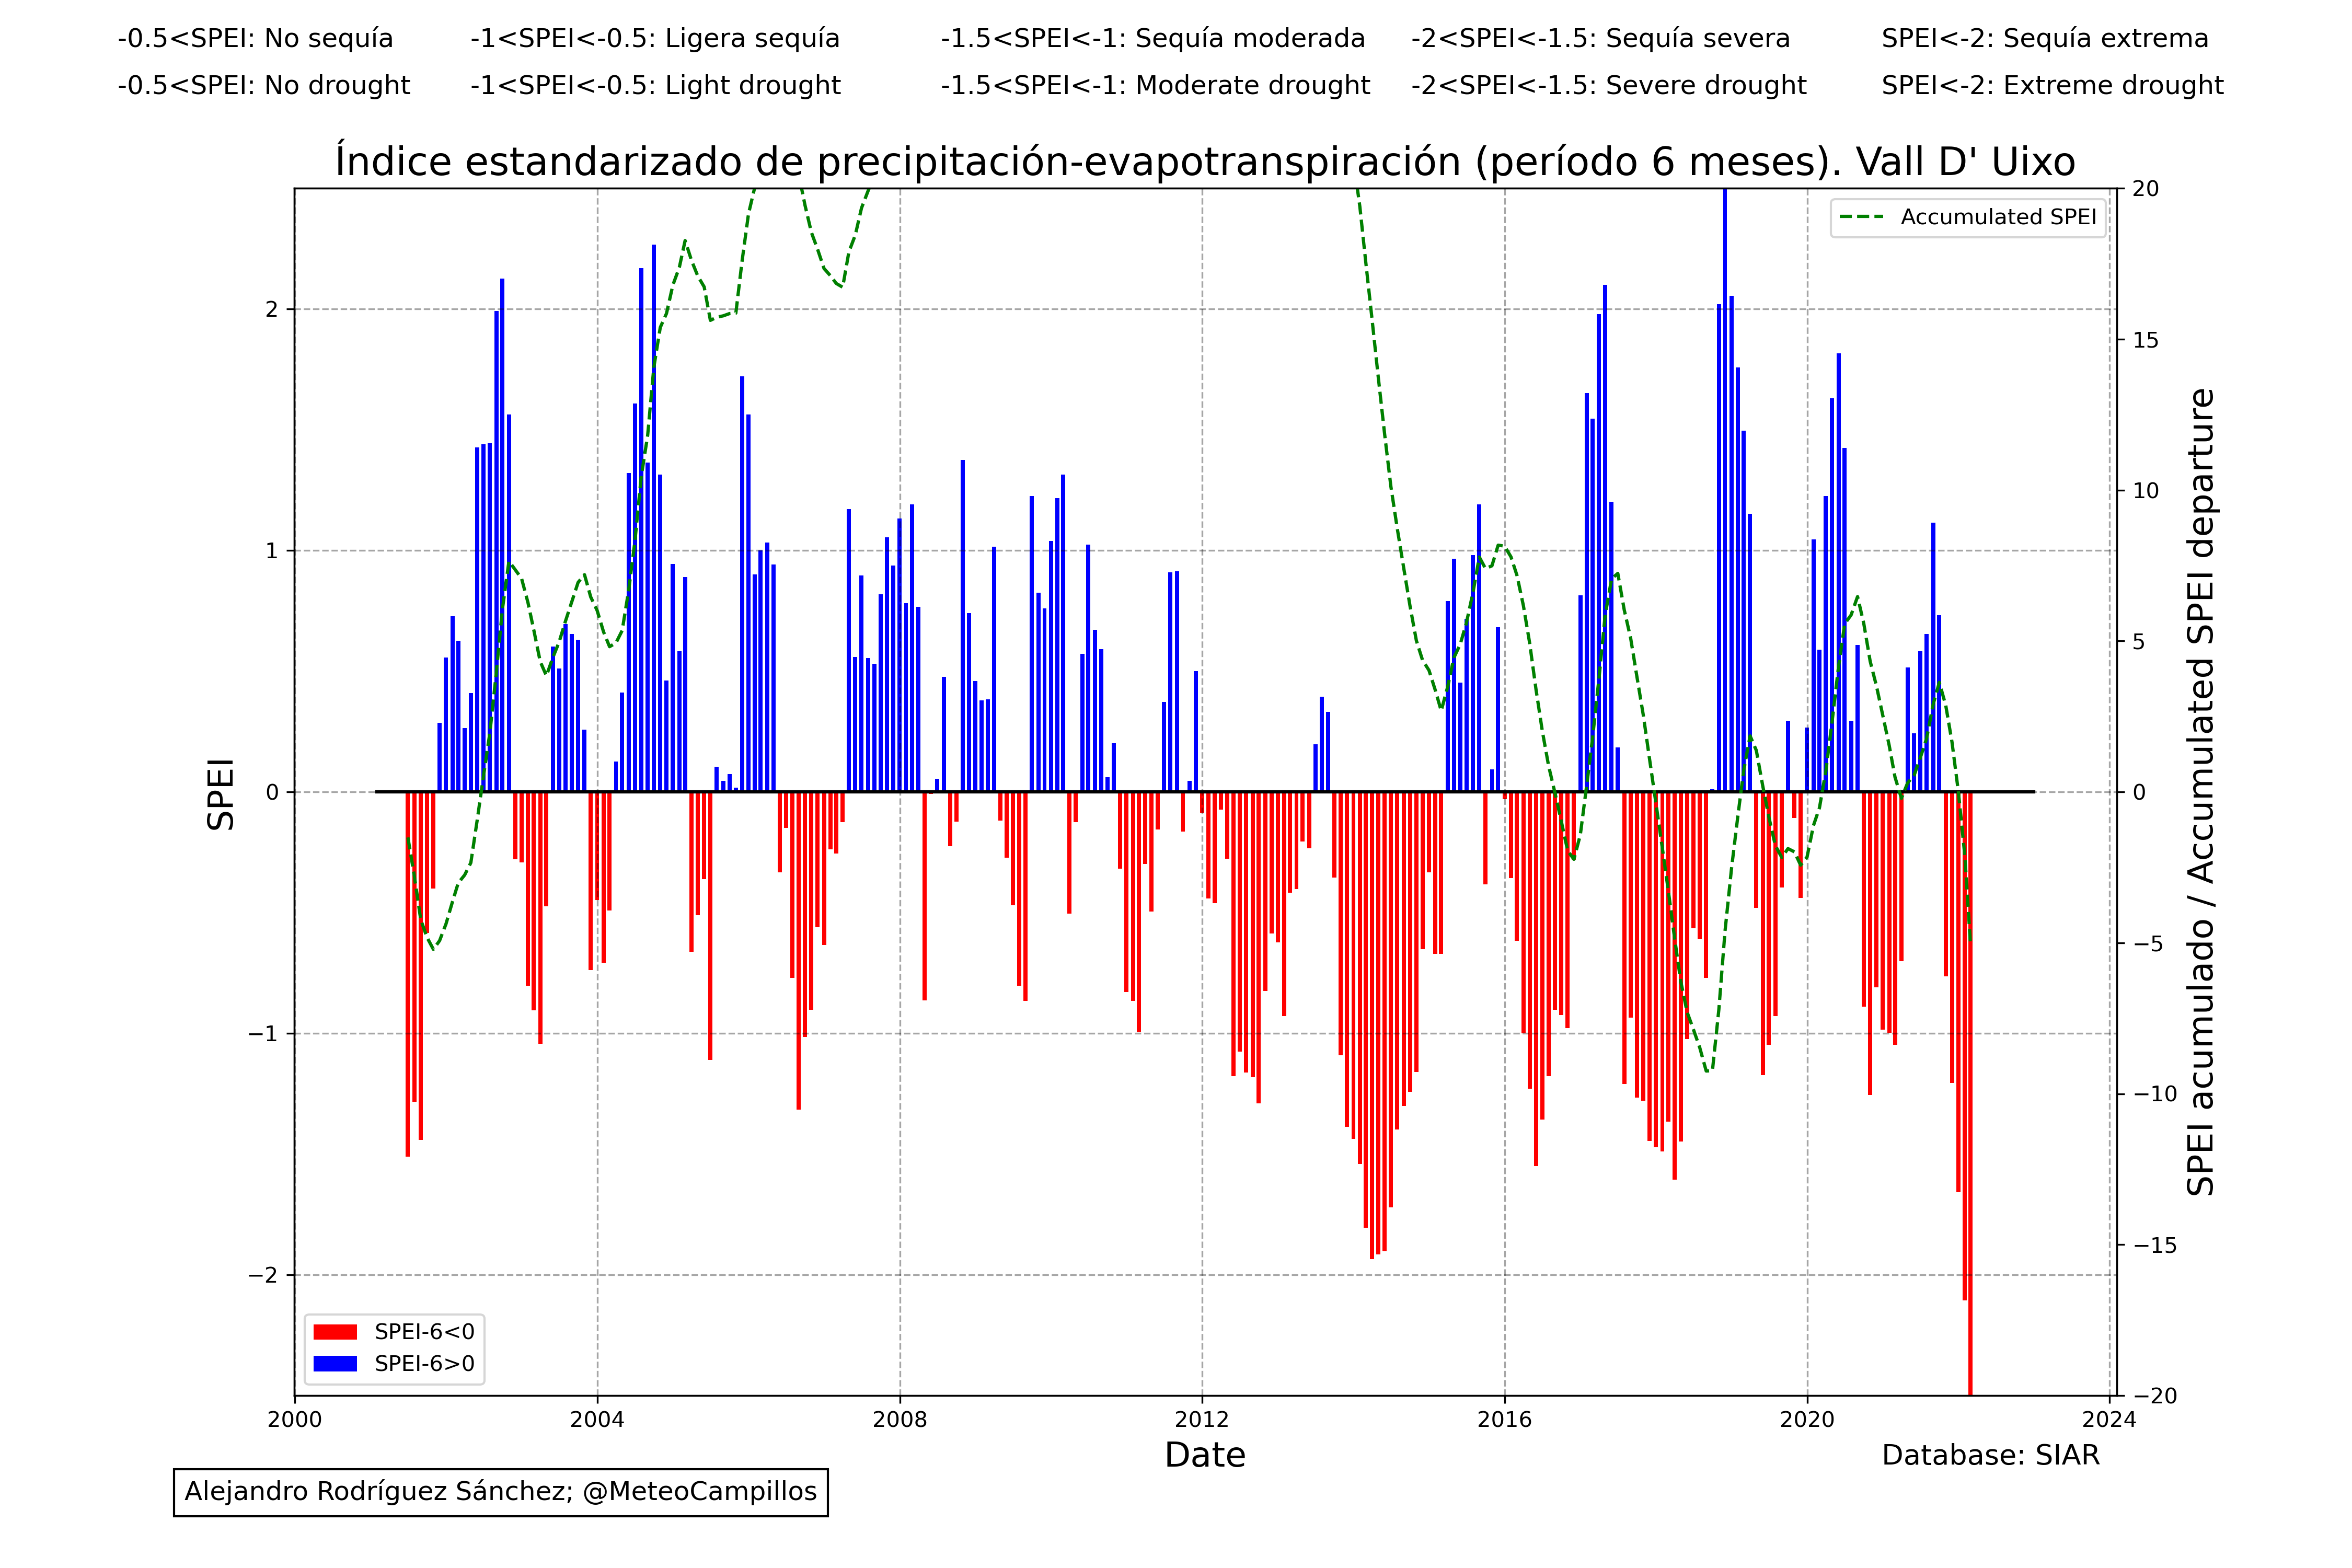 -0.5<SPEI: No sequía -1<SPEI<-0.5: Ligera sequía -1.5<SPEI<-1: Sequía moderada -2<SPEI<-1.5: Sequía severa SPEI<-2: Sequía extrema
-0.5<SPEI: No drought -1<SPEI<-0.5: Light drought -1.5<SPEI<-1: Moderate drought -2<SPEI<-1.5: Severe drought SPEI<-2: Extreme drought
Índice estandarizado de precipitación-evapotranspiración (período 6 meses). Vall D' Uixo
Accumulated SPEI
SPEI
2
1
0
−1
−2
20
15
10
5
0
−5
−10
−15
−20
SPEI acumulado / Accumulated SPEI departure
SPEI-6<0
SPEI-6>0
2000 2004 2008 2012 2016 2020 2024
Date
Database: SIAR
Alejandro Rodríguez Sánchez; @MeteoCampillos